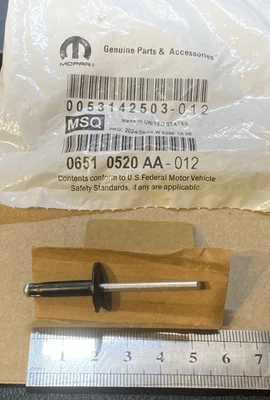 MOPAR
Genuine Parts & Accessories
0053142503-012
MSQ
Made in UNITED STATES
0651 0520 AA -012
Contents conform to U.S. Federal Motor Vehicle
Safety Standards, if any are applicable.
1 2 3 4 5 6 7